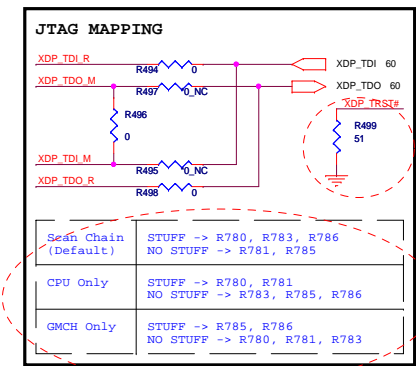 JTAG MAPPING
XDP_TDI_R
R494 0
XDP_TDI 60
XDP_TDO_M
R497 0_NC
XDP_TDO 60
XDP_TRST#
R496
0
R499
51
XDP_TDI_M
R495 0_NC
XDP_TDO_R
R498 0
Scan Chain STUFF -> R780, R783, R786
(Default) NO STUFF -> R781, R785
CPU Only STUFF -> R780, R781
NO STUFF -> R783, R785, R786
GMCH Only STUFF -> R785, R786
NO STUFF -> R780, R781, R783